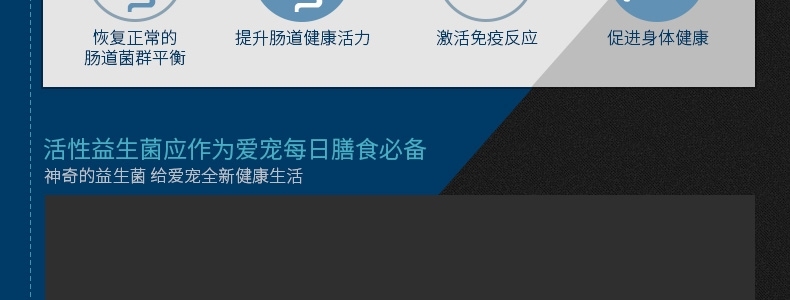 恢复正常的
肠道菌群平衡
提升肠道健康活力
激活免疫反应
促进身体健康
活性益生菌应作为爱宠每日膳食必备
神奇的益生菌 给爱宠全新健康生活